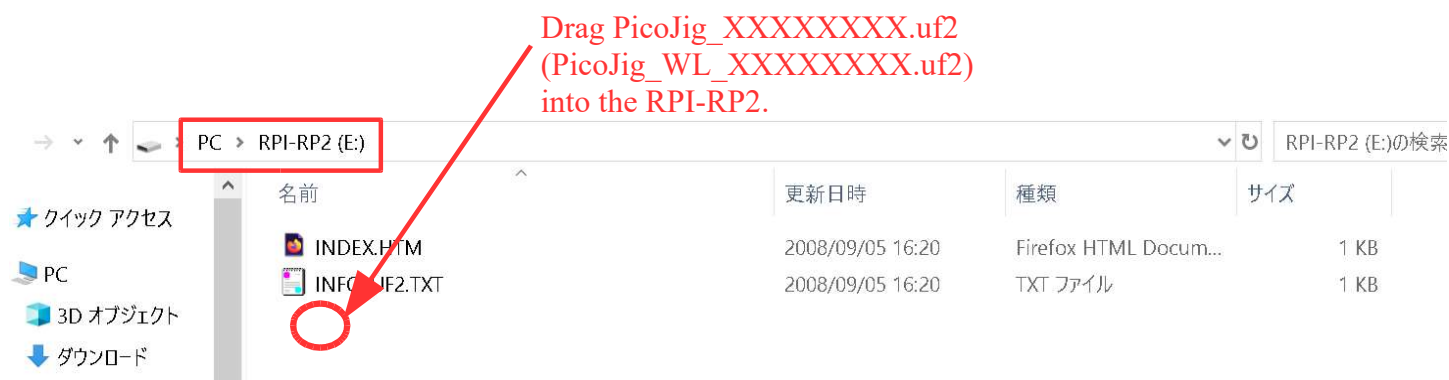 Drag PicoJig_XXXXXXXX.uf2
(PicoJig_WL_XXXXXXXX.uf2)
into the RPI-RP2.
PC > RPI-RP2 (E:)
RPI-RP2 (E:)の検索
名前 更新日時 種類 サイズ
クイック アクセス
INDEX.HTM 2008/09/05 16:20 Firefox HTML Docum... 1 KB
PC
INFO_UF2.TXT 2008/09/05 16:20 TXT ファイル 1 KB
3D オブジェクト
ダウンロード